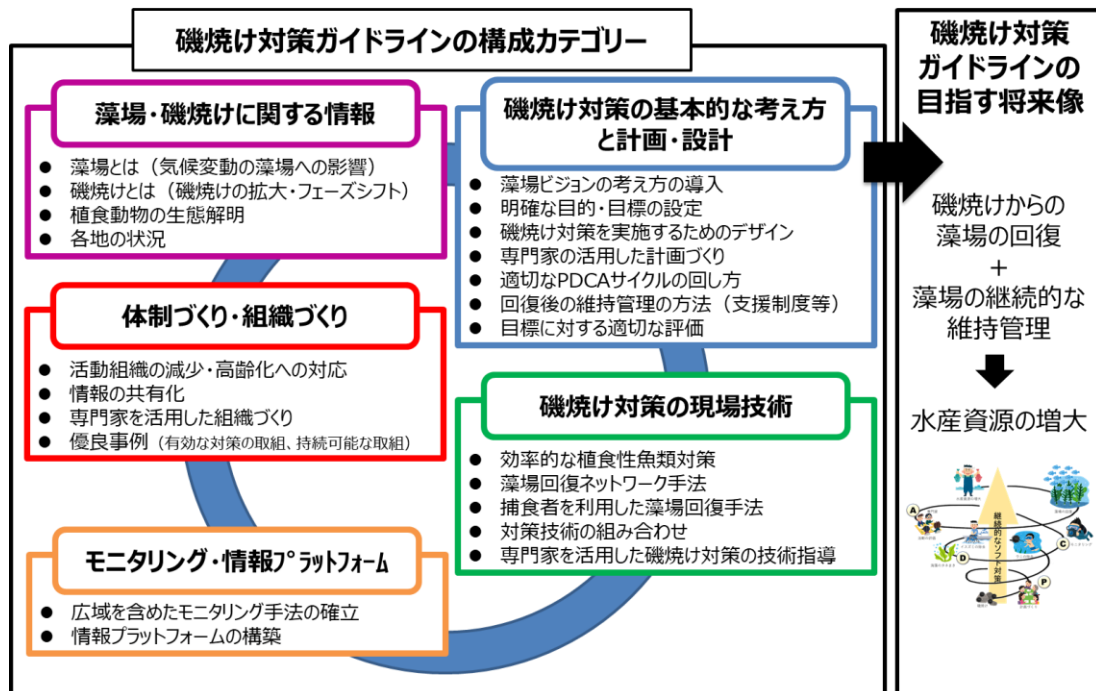 磯焼け対策ガイドラインの構成カテゴリー
藻場・磯焼けに関する情報
● 藻場とは（気候変動の藻場への影響）
● 磯焼けとは（磯焼けの拡大・フェーズシフト）
● 植食動物の生態解明
● 各地の状況
体制づくり・組織づくり
● 活動組織の減少・高齢化への対応
● 情報の共有化
● 専門家を活用した組織づくり
● 優良事例（有効な対策の取組、持続可能な取組）
モニタリング・情報ﾌﾟﾗｯﾄﾌｫｰﾑ
● 広域を含めたモニタリング手法の確立
● 情報プラットフォームの構築
磯焼け対策の基本的な考え方
と計画・設計
● 藻場ビジョンの考え方の導入
● 明確な目的・目標の設定
● 磯焼け対策を実施するためのデザイン
● 専門家の活用した計画づくり
● 適切なPDCAサイクルの回し方
● 回復後の維持管理の方法（支援制度等）
● 目標に対する適切な評価
磯焼け対策の現場技術
● 効率的な植食性魚類対策
● 藻場回復ネットワーク手法
● 捕食者を利用した藻場回復手法
● 対策技術の組み合わせ
● 専門家を活用した磯焼け対策の技術指導
磯焼け対策
ガイドラインの
目指す将来像
磯焼けからの
藻場の回復
+
藻場の継続的な
維持管理
水産資源の増大
継続的なソフト対策
A
C
D
P